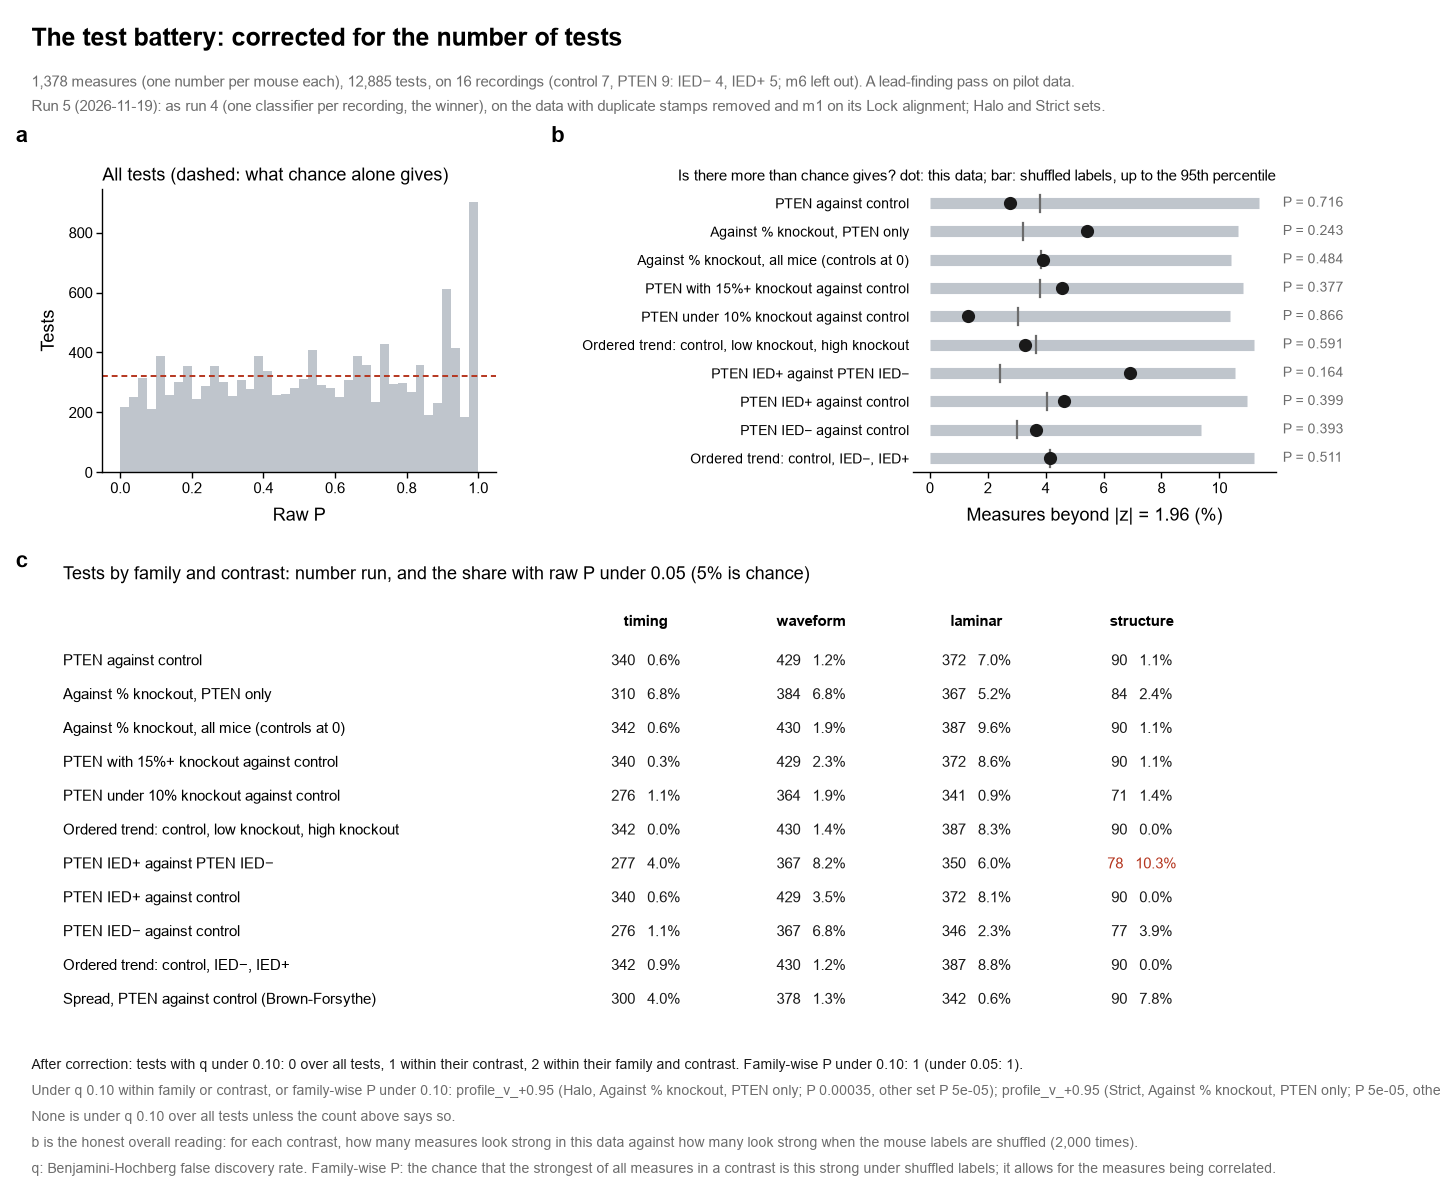 The test battery: corrected for the number of tests
1,378 measures (one number per mouse each), 12,885 tests, on 16 recordings (control 7, PTEN 9: IED− 4, IED+ 5; m6 left out). A lead-finding pass on pilot data.
Run 5 (2026-11-19): as run 4 (one classifier per recording, the winner), on the data with duplicate stamps removed and m1 on its Lock alignment; Halo and Strict sets.
a
All tests (dashed: what chance alone gives)
Tests
800
600
400
200
0
0.0 0.2 0.4 0.6 0.8 1.0
Raw P
b
Is there more than chance gives? dot: this data; bar: shuffled labels, up to the 95th percentile
PTEN against control P = 0.716
Against % knockout, PTEN only P = 0.243
Against % knockout, all mice (controls at 0) P = 0.484
PTEN with 15%+ knockout against control P = 0.377
PTEN under 10% knockout against control P = 0.866
Ordered trend: control, low knockout, high knockout P = 0.591
PTEN IED+ against PTEN IED− P = 0.164
PTEN IED+ against control P = 0.399
PTEN IED− against control P = 0.393
Ordered trend: control, IED−, IED+ P = 0.511
0 2 4 6 8 10
Measures beyond |z| = 1.96 (%)
c
Tests by family and contrast: number run, and the share with raw P under 0.05 (5% is chance)
timing waveform laminar structure
PTEN against control 340 0.6% 429 1.2% 372 7.0% 90 1.1%
Against % knockout, PTEN only 310 6.8% 384 6.8% 367 5.2% 84 2.4%
Against % knockout, all mice (controls at 0) 342 0.6% 430 1.9% 387 9.6% 90 1.1%
PTEN with 15%+ knockout against control 340 0.3% 429 2.3% 372 8.6% 90 1.1%
PTEN under 10% knockout against control 276 1.1% 364 1.9% 341 0.9% 71 1.4%
Ordered trend: control, low knockout, high knockout 342 0.0% 430 1.4% 387 8.3% 90 0.0%
PTEN IED+ against PTEN IED− 277 4.0% 367 8.2% 350 6.0% 78 10.3%
PTEN IED+ against control 340 0.6% 429 3.5% 372 8.1% 90 0.0%
PTEN IED− against control 276 1.1% 367 6.8% 346 2.3% 77 3.9%
Ordered trend: control, IED−, IED+ 342 0.9% 430 1.2% 387 8.8% 90 0.0%
Spread, PTEN against control (Brown-Forsythe) 300 4.0% 378 1.3% 342 0.6% 90 7.8%
After correction: tests with q under 0.10: 0 over all tests, 1 within their contrast, 2 within their family and contrast. Family-wise P under 0.10: 1 (under 0.05: 1).
Under q 0.10 within family or contrast, or family-wise P under 0.10: profile_v_+0.95 (Halo, Against % knockout, PTEN only; P 0.00035, other set P 5e-05); profile_v_+0.95 (Strict, Against % knockout, PTEN only; P 5e-05, othe
None is under q 0.10 over all tests unless the count above says so.
b is the honest overall reading: for each contrast, how many measures look strong in this data against how many look strong when the mouse labels are shuffled (2,000 times).
q: Benjamini-Hochberg false discovery rate. Family-wise P: the chance that the strongest of all measures in a contrast is this strong under shuffled labels; it allows for the measures being correlated.